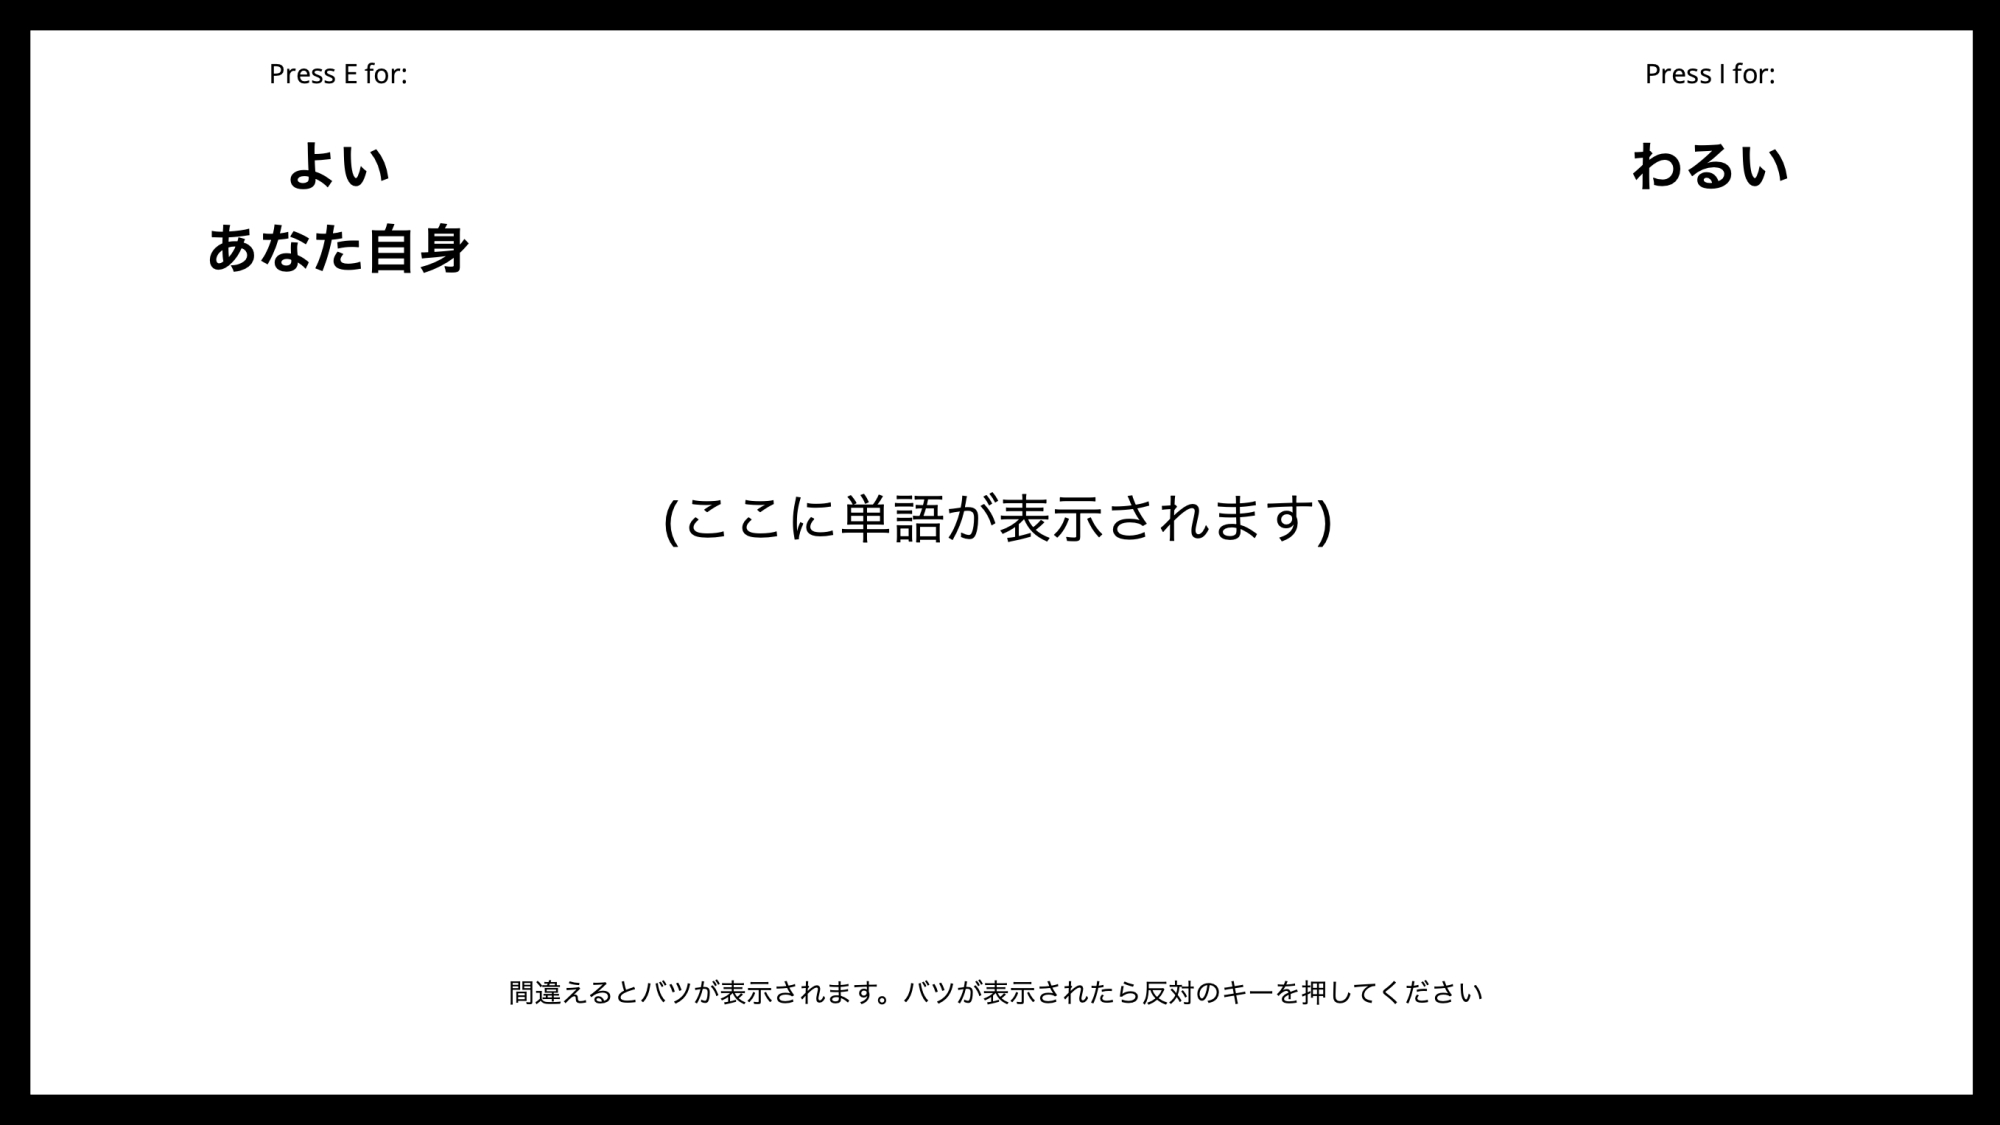 Press E for:
よい
あなた自身
Press I for:
わるい
(ここに単語が表示されます)
間違えるとバツが表示されます。バツが表示されたら反対のキーを押してください